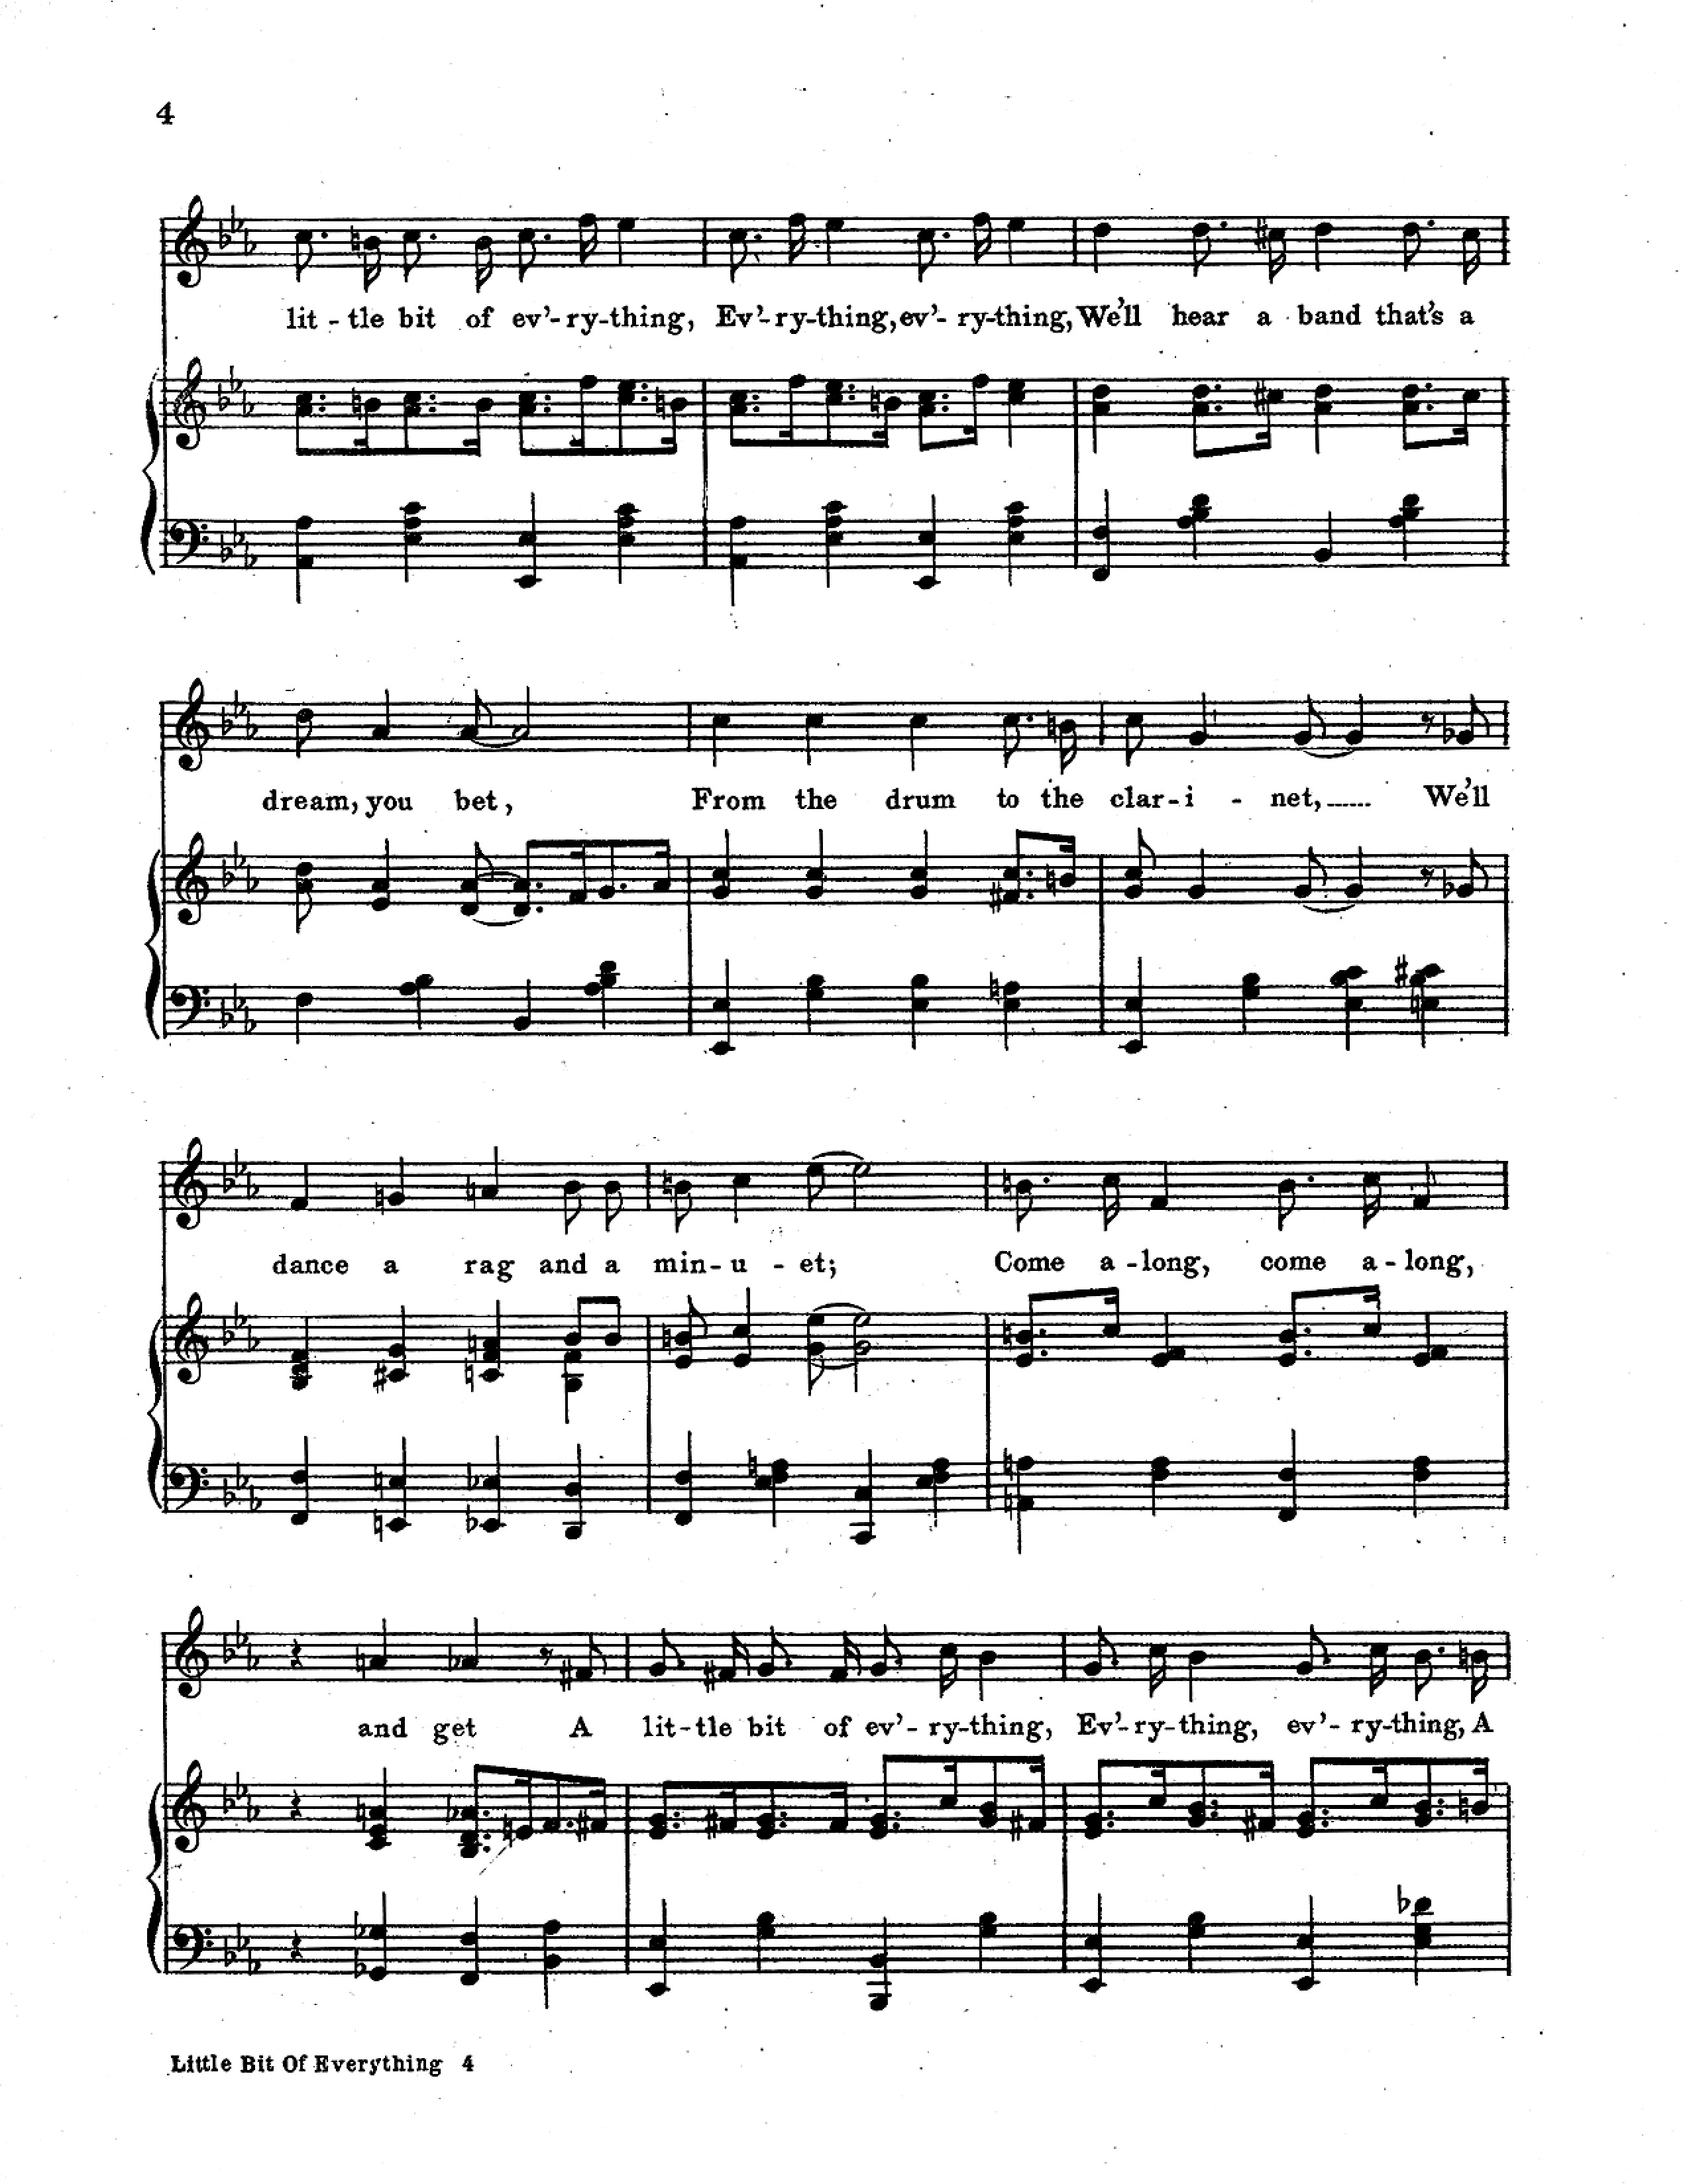 4
lit - tle bit of ev'- ry-thing, Ev'-ry-thing, ev'- ry-thing, We'll hear a band that's a
dream, you bet, From the drum to the clar - i - net,...... We'll
dance a rag and a min - u - et; Come a - long, come a - long,
and get A lit - tle bit of ev'- ry-thing, Ev'- ry-thing, ev'- ry-thing, A
Little Bit Of Everything 4